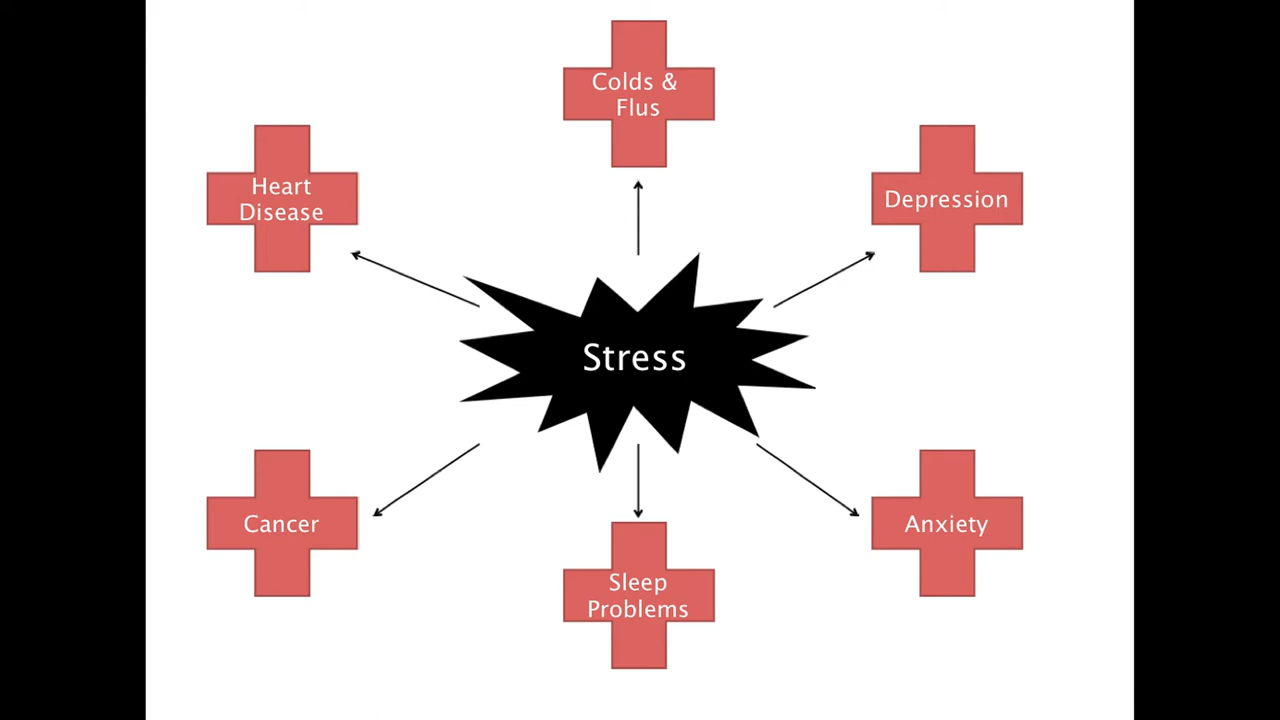 Colds &
Flus
Heart
Disease
Depression
Stress
Cancer
Anxiety
Sleep
Problems